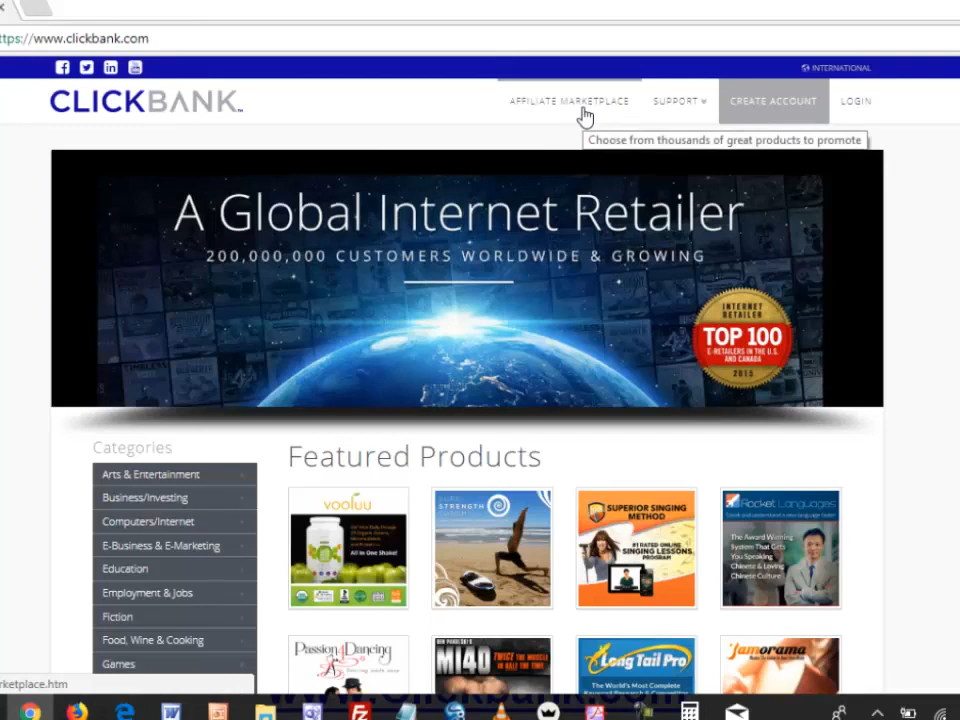 ttps://www.clickbank.com
INTERNATIONAL
CLICKBANK
AFFILIATE MARKETPLACE
SUPPORT
CREATE ACCOUNT
LOGIN
Choose from thousands of great products to promote
A Global Internet Retailer
200,000,000 CUSTOMERS WORLDWIDE & GROWING
INTERNET
RETAILER
TOP 100
E-RETAILERS IN THE U.S.
AND CANADA
2015
Categories
Arts & Entertainment
Business/Investing
Computers/Internet
E-Business & E-Marketing
Education
Employment & Jobs
Fiction
Food, Wine & Cooking
Games
Featured Products
vooluu
All In One Shake!
STRENGTH
SUPERIOR SINGING
METHOD
#1 RATED ONLINE
SINGING LESSONS
PROGRAM
Rocket Languages
The Award Winning
System That Gets
You Speaking
Chinese & Loving
Chinese Culture
Passion4Dancing
MI40
TWICE THE MUSCLE
IN HALF THE TIME
Long Tail Pro
The World's Most Complete
Jamorama
rketplace.htm